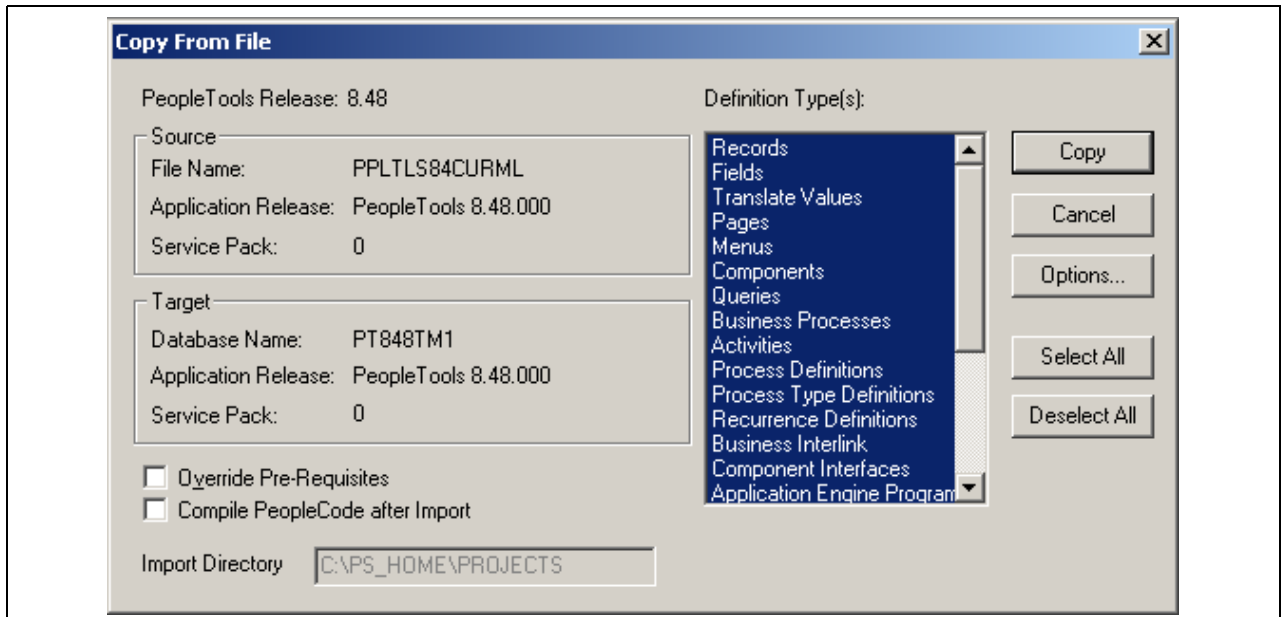 Copy From File
PeopleTools Release: 8.48
Source
File Name: PPLTLS84CURML
Application Release: PeopleTools 8.48.000
Service Pack: 0
Target
Database Name: PT848TM1
Application Release: PeopleTools 8.48.000
Service Pack: 0
Override Pre-Requisites
Compile PeopleCode after Import
Import Directory C:\PS_HOME\PROJECTS
Definition Type(s):
Records
Fields
Translate Values
Pages
Menus
Components
Queries
Business Processes
Activities
Process Definitions
Process Type Definitions
Recurrence Definitions
Business Interlink
Component Interfaces
Application Engine Program
Copy
Cancel
Options...
Select All
Deselect All